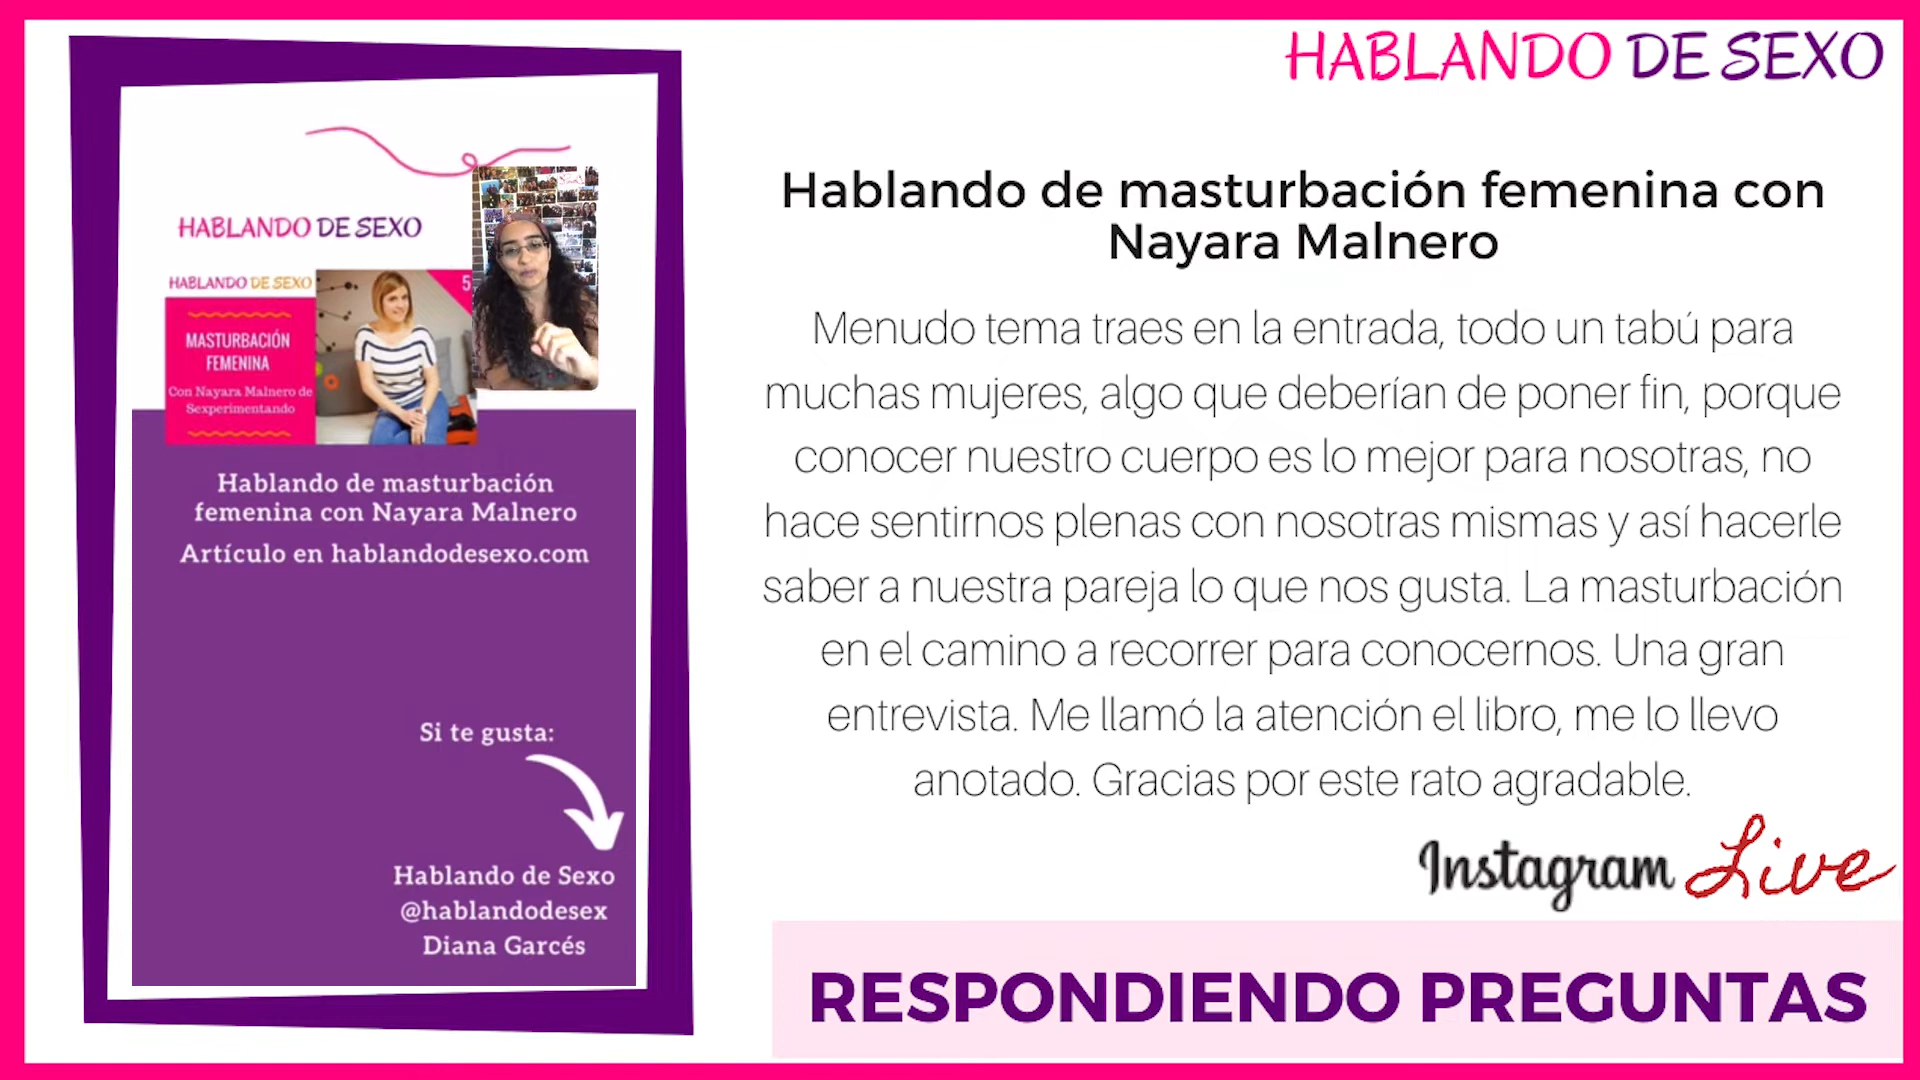 HABLANDO DE SEXO
HABLANDO DE SEXO
HABLANDO DE SEXO
5
MASTURBACIÓN
FEMENINA
Con Nayara Malnero de
Sexperimentando
Hablando de masturbación
femenina con Nayara Malnero
Artículo en hablandodesexo.com
Si te gusta:
Hablando de Sexo
@hablandodesex
Diana Garcés
Hablando de masturbación femenina con
Nayara Malnero
Menudo tema traes en la entrada, todo un tabú para
muchas mujeres, algo que deberían de poner fin, porque
conocer nuestro cuerpo es lo mejor para nosotras, no
hace sentirnos plenas con nosotras mismas y así hacerle
saber a nuestra pareja lo que nos gusta. La masturbación
en el camino a recorrer para conocernos. Una gran
entrevista. Me llamó la atención el libro, me lo llevo
anotado. Gracias por este rato agradable.
Instagram Live
RESPONDIENDO PREGUNTAS